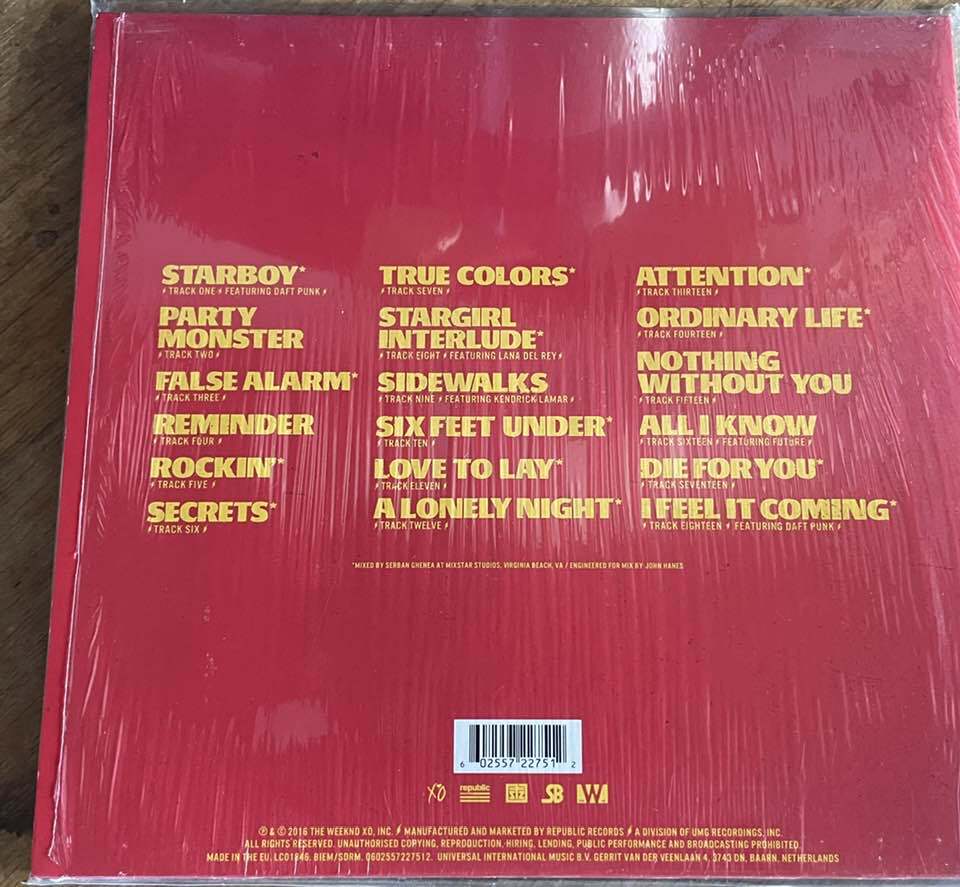 STARBOY*
⚡TRACK ONE⚡FEATURING DAFT PUNK⚡
PARTY
MONSTER
⚡TRACK TWO⚡
FALSE ALARM*
⚡TRACK THREE⚡
REMINDER
⚡TRACK FOUR⚡
ROCKIN'*
⚡TRACK FIVE⚡
SECRETS*
⚡TRACK SIX⚡
TRUE COLORS*
⚡TRACK SEVEN⚡
STARGIRL
INTERLUDE*
⚡TRACK EIGHT⚡FEATURING LANA DEL REY⚡
SIDEWALKS
⚡TRACK NINE⚡FEATURING KENDRICK LAMAR⚡
SIX FEET UNDER*
⚡TRACK TEN⚡
LOVE TO LAY*
⚡TRACK ELEVEN⚡
A LONELY NIGHT*
⚡TRACK TWELVE⚡
ATTENTION*
⚡TRACK THIRTEEN⚡
ORDINARY LIFE*
⚡TRACK FOURTEEN⚡
NOTHING
WITHOUT YOU
⚡TRACK FIFTEEN⚡
ALL I KNOW
⚡TRACK SIXTEEN⚡FEATURING FUTURE⚡
DIE FOR YOU*
⚡TRACK SEVENTEEN⚡
I FEEL IT COMING*
⚡TRACK EIGHTEEN⚡FEATURING DAFT PUNK⚡
*MIXED BY SERBAN GHENEA AT MIXSTAR STUDIOS, VIRGINIA BEACH, VA / ENGINEERED FOR MIX BY JOHN HANES
6 02557 22751 2
XO republic SB W
℗ & © 2016 THE WEEKND XO, INC. ⚡ MANUFACTURED AND MARKETED BY REPUBLIC RECORDS ⚡ A DIVISION OF UMG RECORDINGS, INC.
ALL RIGHTS RESERVED. UNAUTHORISED COPYING, REPRODUCTION, HIRING, LENDING, PUBLIC PERFORMANCE AND BROADCASTING PROHIBITED.
MADE IN THE EU. LC01846. BIEM/SDRM. 0602557227512. UNIVERSAL INTERNATIONAL MUSIC B.V. GERRIT VAN DER VEENLAAN 4, 3743 DN, BAARN, NETHERLANDS